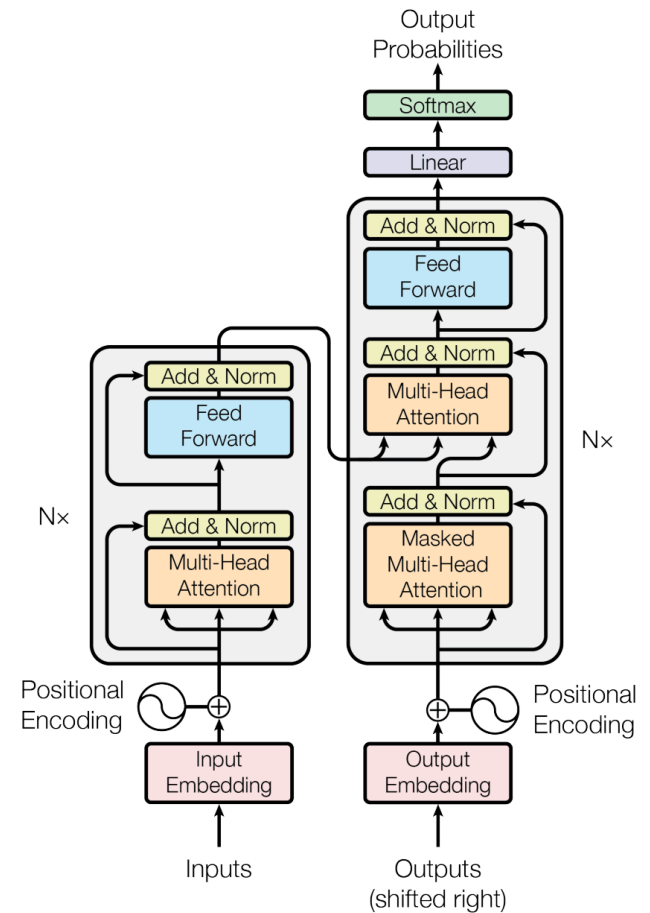 Output
Probabilities
Softmax
Linear
Add & Norm
Feed
Forward
Add & Norm
Multi-Head
Attention
Add & Norm
Masked
Multi-Head
Attention
N×
Add & Norm
Feed
Forward
Add & Norm
Multi-Head
Attention
N×
Positional
Encoding
Positional
Encoding
Input
Embedding
Output
Embedding
Inputs
Outputs
(shifted right)